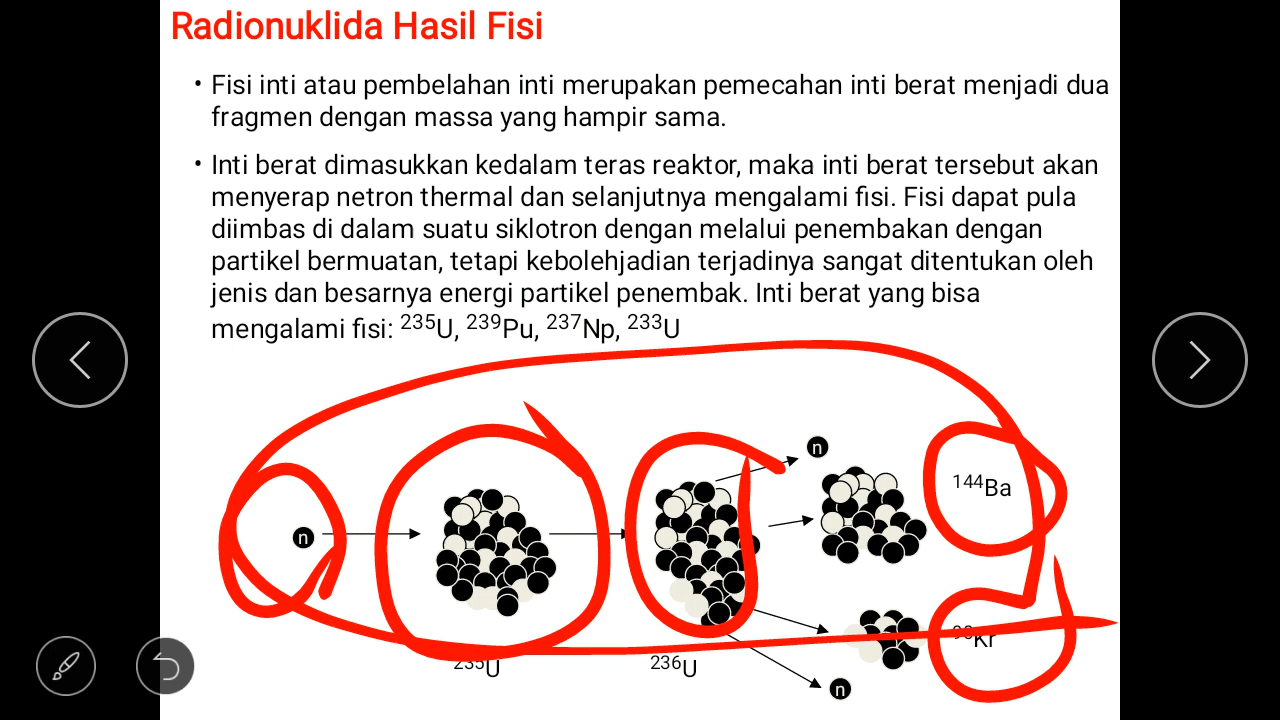 Radionuklida Hasil Fisi
• Fisi inti atau pembelahan inti merupakan pemecahan inti berat menjadi dua
fragmen dengan massa yang hampir sama.
• Inti berat dimasukkan kedalam teras reaktor, maka inti berat tersebut akan
menyerap netron thermal dan selanjutnya mengalami fisi. Fisi dapat pula
diimbas di dalam suatu siklotron dengan melalui penembakan dengan
partikel bermuatan, tetapi kebolehjadian terjadinya sangat ditentukan oleh
jenis dan besarnya energi partikel penembak. Inti berat yang bisa
mengalami fisi: ²³⁵U, ²³⁹Pu, ²³⁷Np, ²³³U
n
¹⁴⁴Ba
n
Kr
²³⁵U
²³⁶U
n